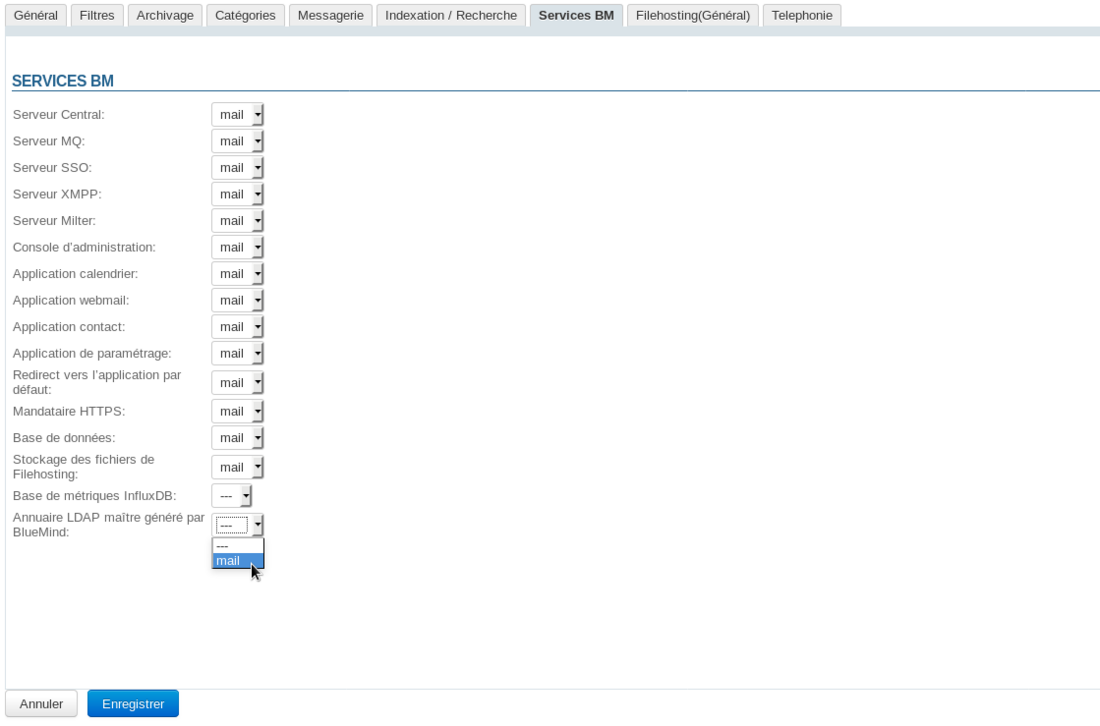 Général Filtres Archivage Catégories Messagerie Indexation / Recherche Services BM Filehosting(Général) Telephonie
SERVICES BM
Serveur Central: mail
Serveur MQ: mail
Serveur SSO: mail
Serveur XMPP: mail
Serveur Milter: mail
Console d'administration: mail
Application calendrier: mail
Application webmail: mail
Application contact: mail
Application de paramétrage: mail
Redirect vers l'application par
défaut: mail
Mandataire HTTPS: mail
Base de données: mail
Stockage des fichiers de
Filehosting: mail
Base de métriques InfluxDB: ---
Annuaire LDAP maître généré par
BlueMind: ---
---
mail
Annuler Enregistrer